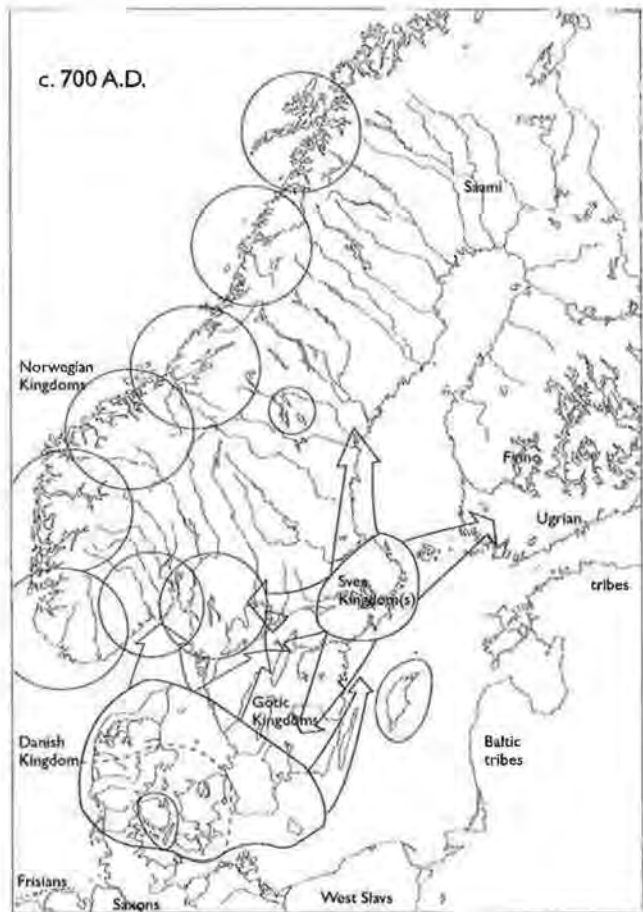 c. 700 A.D.
Saami
Norwegian
Kingdoms
Finno
Ugrian
Svea
Kingdom(s)
tribes
Gotic
Kingdoms
Danish
Kingdom
Baltic
tribes
Frisians
Saxons
West Slavs